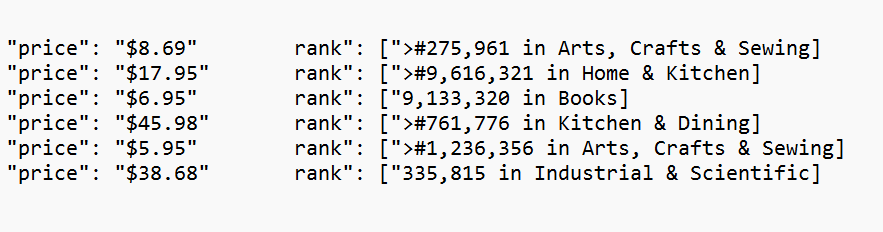 "price": "$8.69" rank": [">#275,961 in Arts, Crafts & Sewing]
"price": "$17.95" rank": [">#9,616,321 in Home & Kitchen]
"price": "$6.95" rank": ["9,133,320 in Books]
"price": "$45.98" rank": [">#761,776 in Kitchen & Dining]
"price": "$5.95" rank": [">#1,236,356 in Arts, Crafts & Sewing]
"price": "$38.68" rank": ["335,815 in Industrial & Scientific]